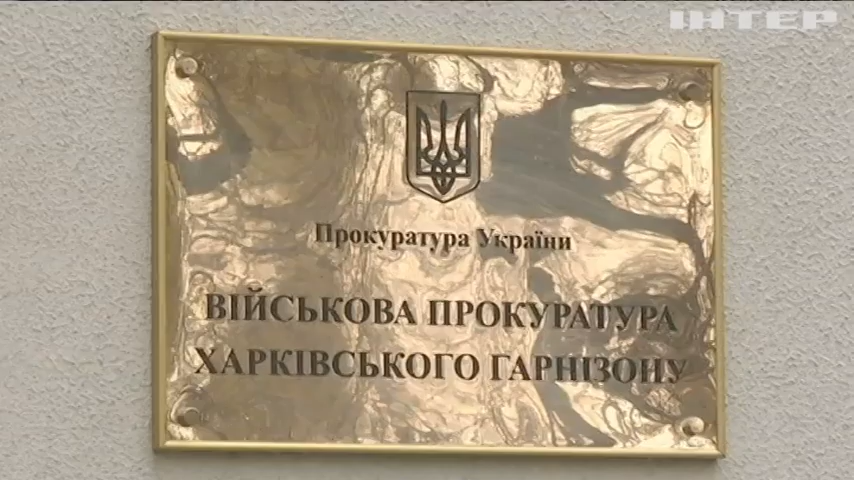 ІНТЕР
Прокуратура України
ВІЙСЬКОВА ПРОКУРАТУРА
ХАРКІВСЬКОГО ГАРНІЗОНУ